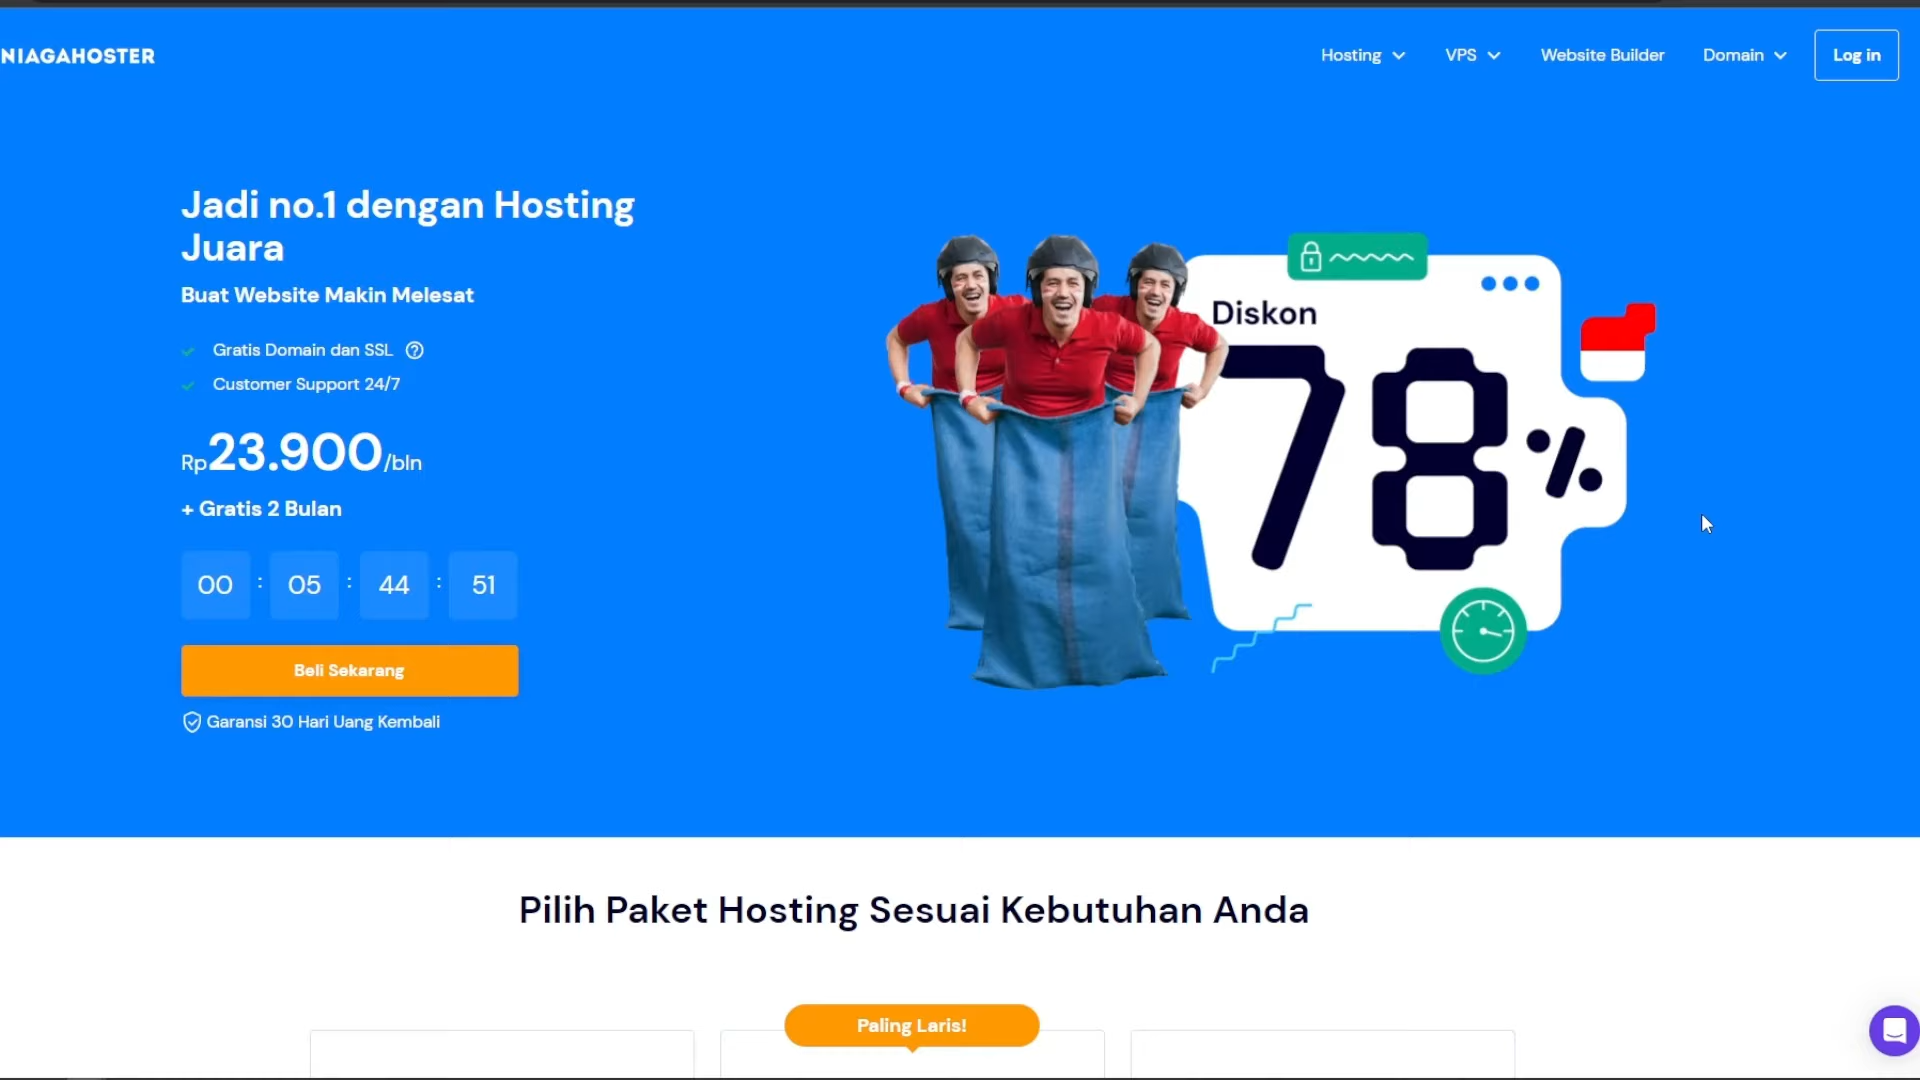 NIAGAHOSTER
Hosting
VPS
Website Builder
Domain
Log in
Jadi no.1 dengan Hosting
Juara
Buat Website Makin Melesat
Gratis Domain dan SSL
Customer Support 24/7
Rp23.900/bln
+ Gratis 2 Bulan
00 : 05 : 44 : 51
Beli Sekarang
Garansi 30 Hari Uang Kembali
Diskon
78%
Pilih Paket Hosting Sesuai Kebutuhan Anda
Paling Laris!